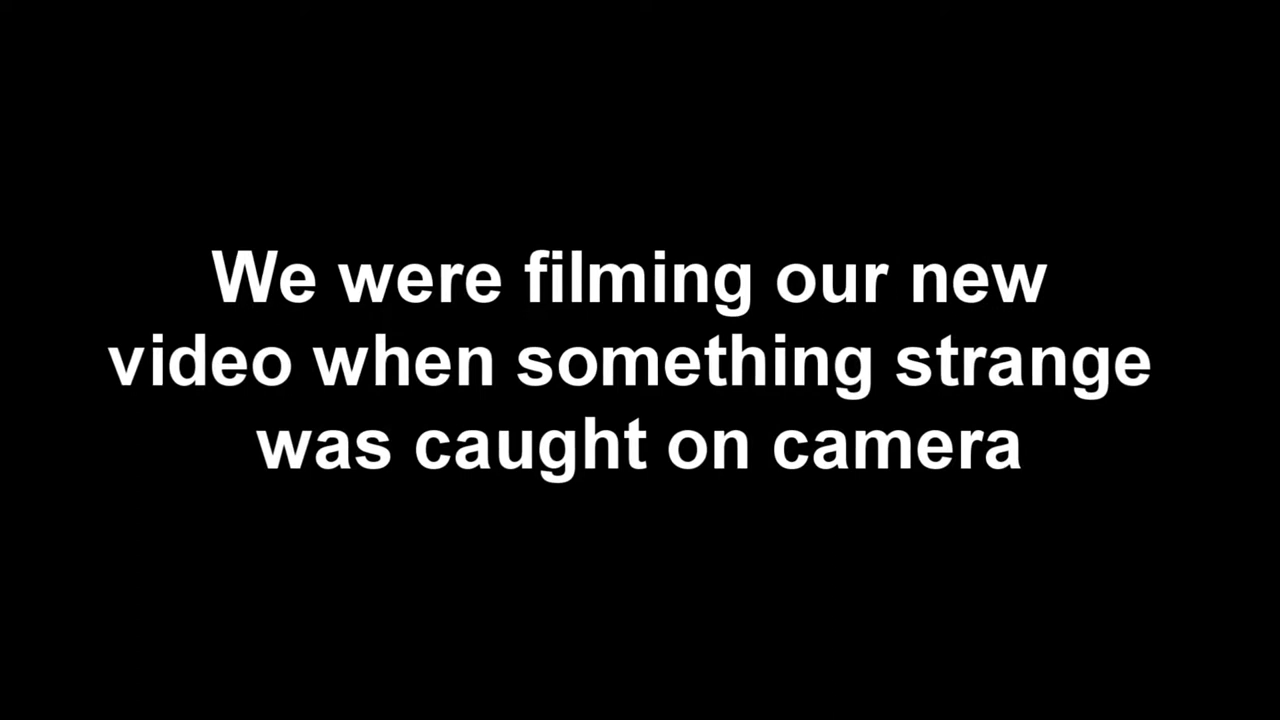 We were filming our new
video when something strange
was caught on camera